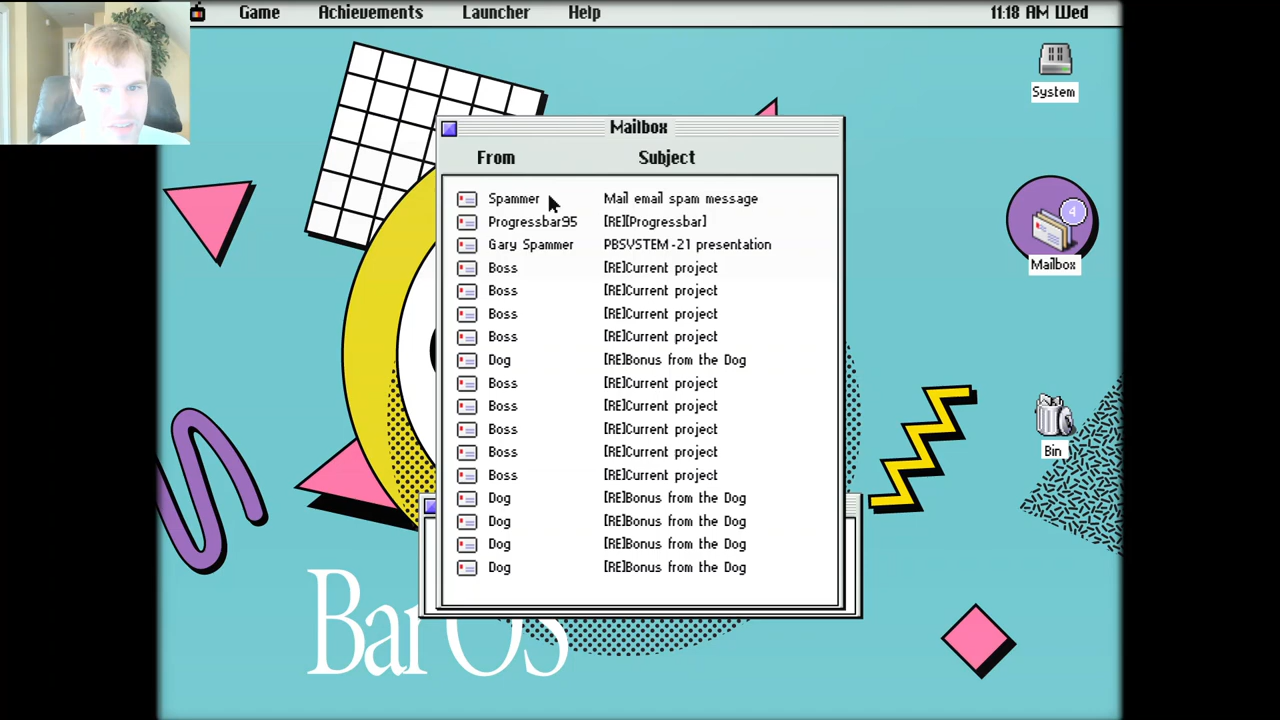 Game Achievements Launcher Help 11:18 AM Wed
System
Mailbox
From Subject
Spammer Mail email spam message
Progressbar95 [RE][Progressbar]
Gary Spammer PBSYSTEM-21 presentation
Boss [RE]Current project
Boss [RE]Current project
Boss [RE]Current project
Boss [RE]Current project
Dog [RE]Bonus from the Dog
Boss [RE]Current project
Boss [RE]Current project
Boss [RE]Current project
Boss [RE]Current project
Boss [RE]Current project
Dog [RE]Bonus from the Dog
Dog [RE]Bonus from the Dog
Dog [RE]Bonus from the Dog
Dog [RE]Bonus from the Dog
4
Mailbox
Bin
BarOS